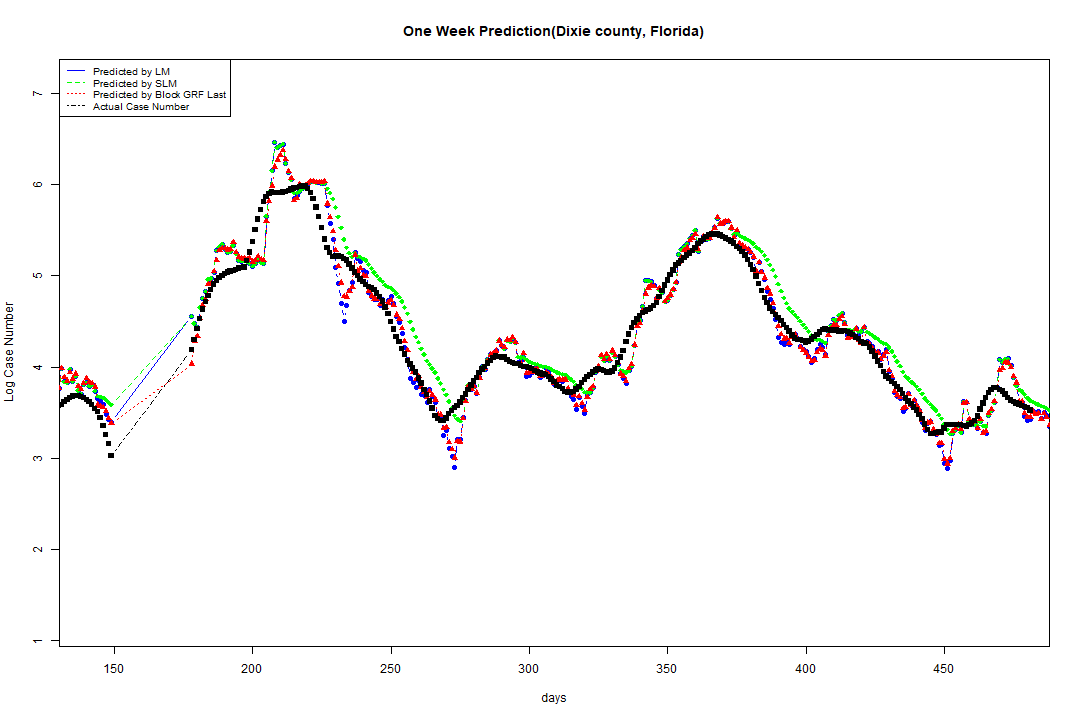 One Week Prediction(Dixie county, Florida)
Predicted by LM
Predicted by SLM
Predicted by Block GRF Last
Actual Case Number
7
6
5
4
3
2
1
Log Case Number
150 200 250 300 350 400 450
days